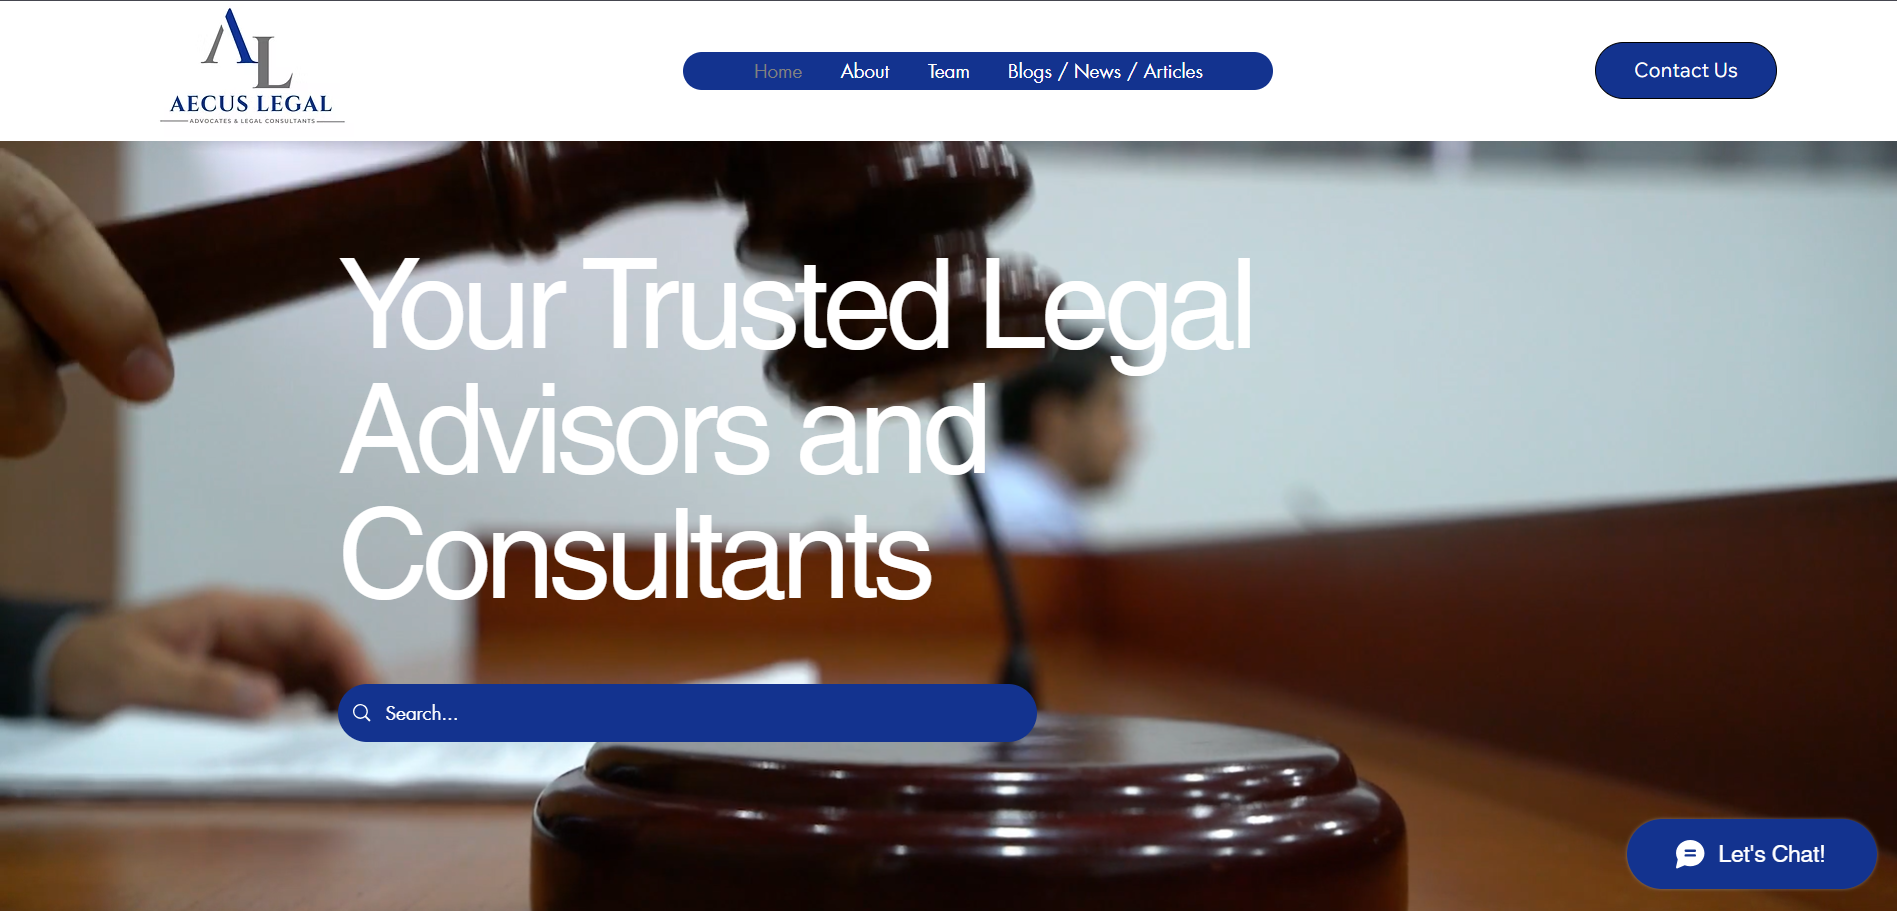 AL
AECUS LEGAL
ADVOCATES & LEGAL CONSULTANTS
Home About Team Blogs / News / Articles
Contact Us
Your Trusted Legal
Advisors and
Consultants
Search...
Let's Chat!